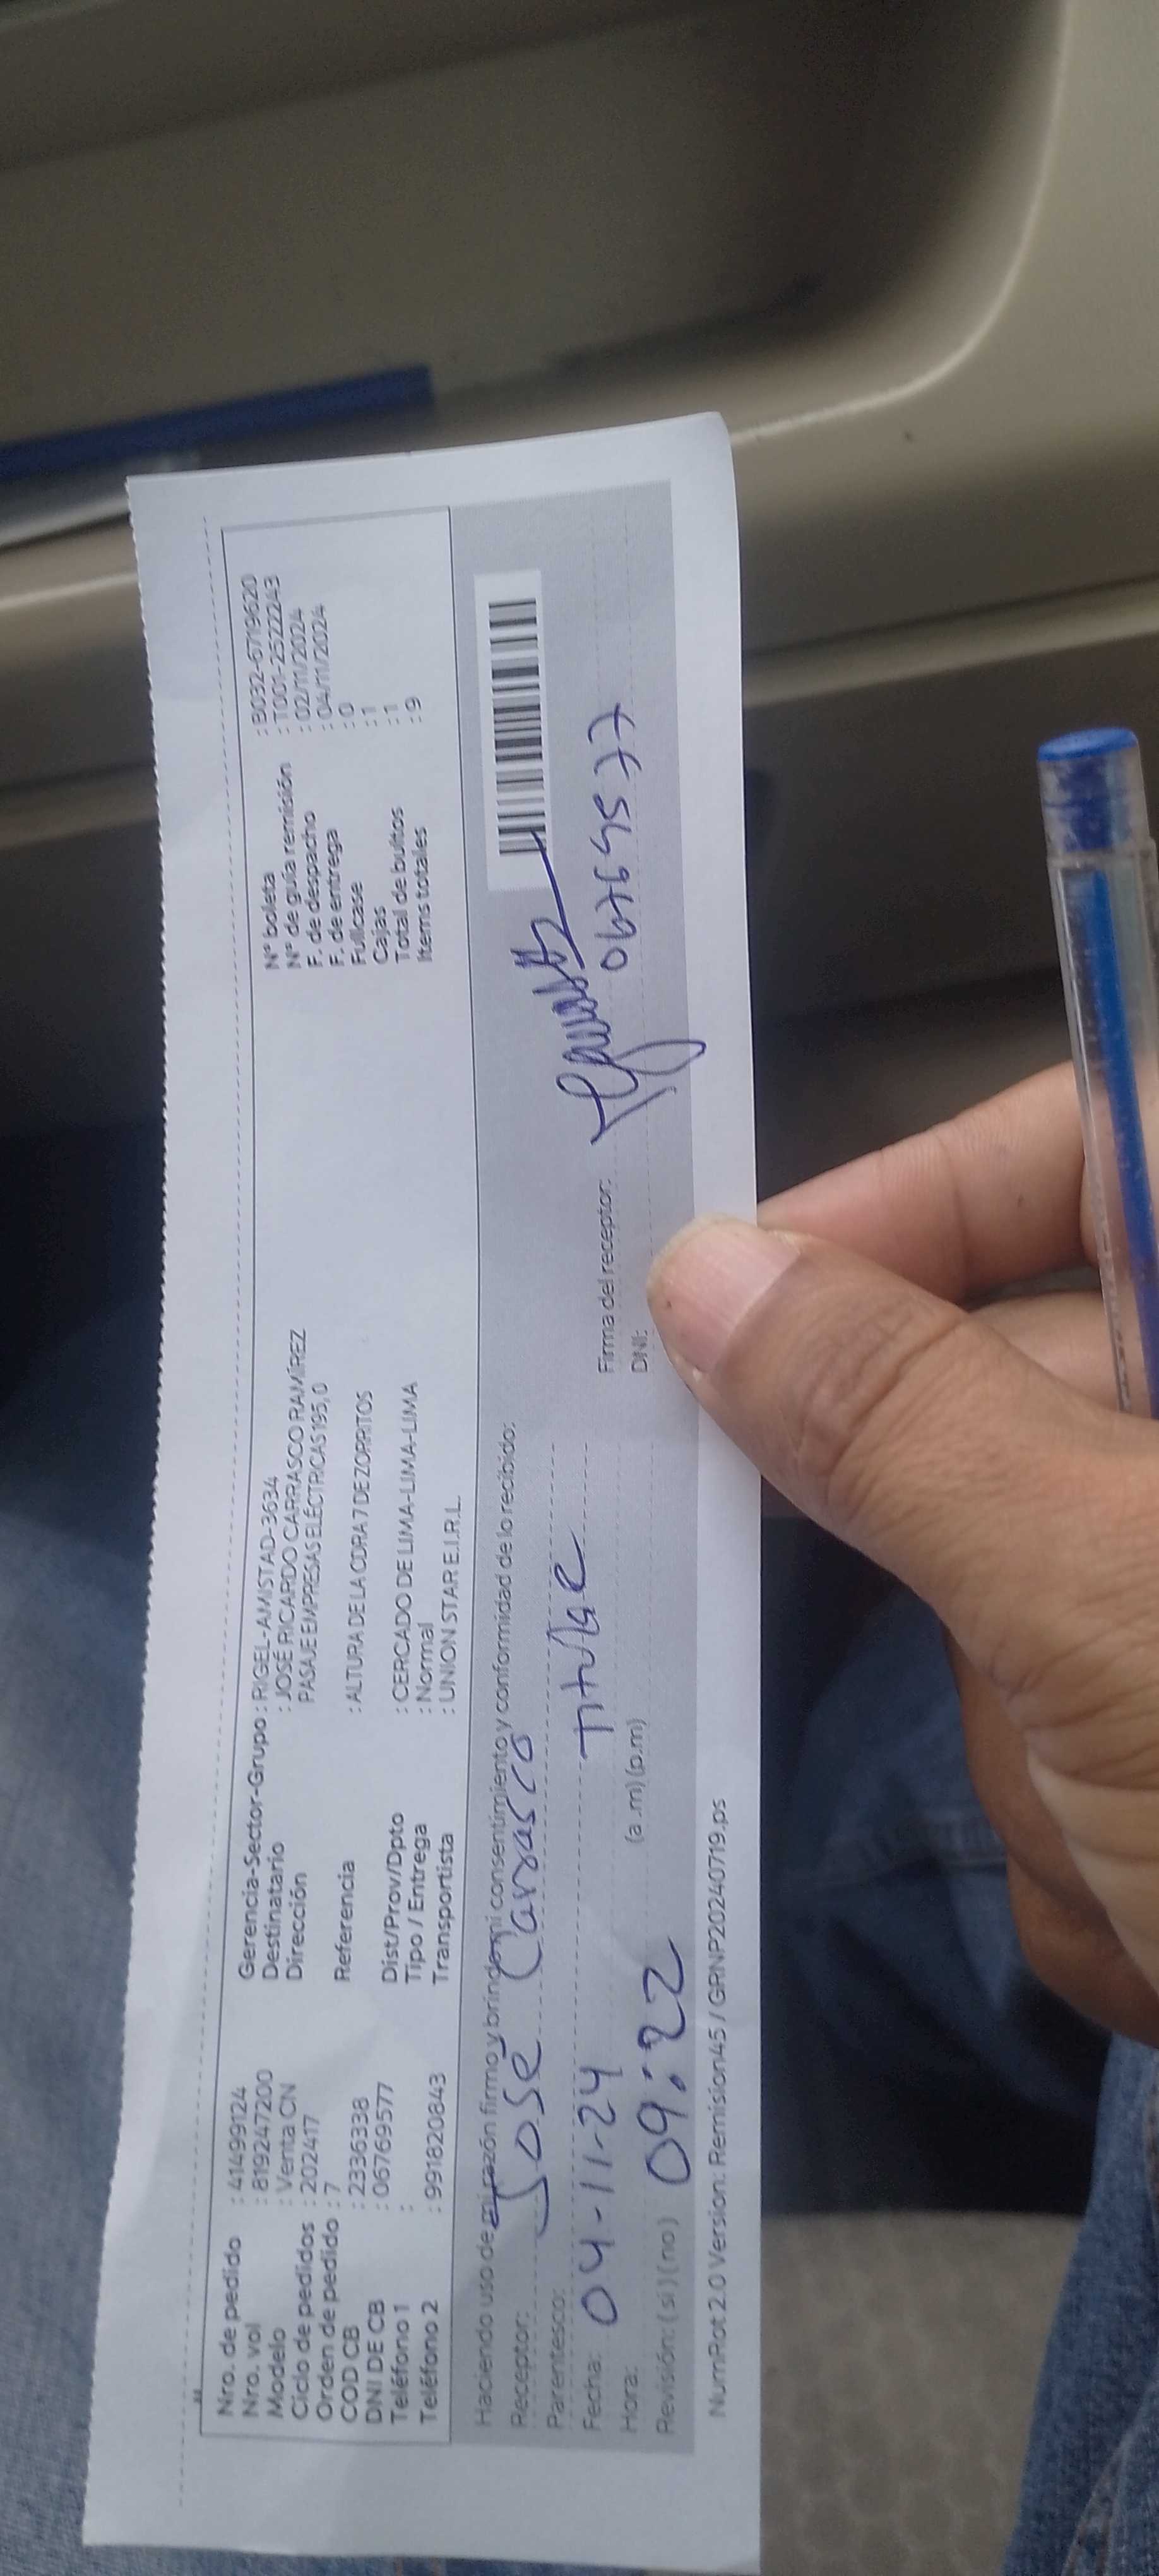 Nro. de pedido : 41499124
Nro. vol : 819247200
Modelo : Venta CN
Ciclo de pedidos : 202417
Orden de pedido : 7
COD CB : 2336338
DNI DE CB : 06769577
Teléfono 1 :
Teléfono 2 : 991820843
Gerencia-Sector-Grupo : RIGEL-AMISTAD-3634
Destinatario : JOSÉ RICARDO CARRASCO RAMÍREZ
Dirección PASAJE EMPRESAS ELÉCTRICAS 195, 0
Referencia : ALTURA DE LA CDRA 7 DE ZORRITOS
Dist/Prov/Dpto : CERCADO DE LIMA-LIMA-LIMA
Tipo / Entrega : Normal
Transportista : UNION STAR E.I.R.L.
N° boleta : B032-6719620
N° de guía remisión : T001-25222243
F. de despacho : 02/11/2024
F. de entrega : 04/11/2024
Fullcase : 0
Cajas : 1
Total de bultos : 1
Items totales : 9
Haciendo uso de mi razón firmo y brindo mi consentimiento y conformidad de lo recibido:
Receptor: José Carrasco
Parentesco: Titular
Fecha: 04-11-24
Hora: 09:22 (a.m) (p.m)
Revisión: ( si ) ( no )
Firma del receptor:
DNI: 06769577
NumRot 2.0 Version: Remision45 / GRNP20240719.ps